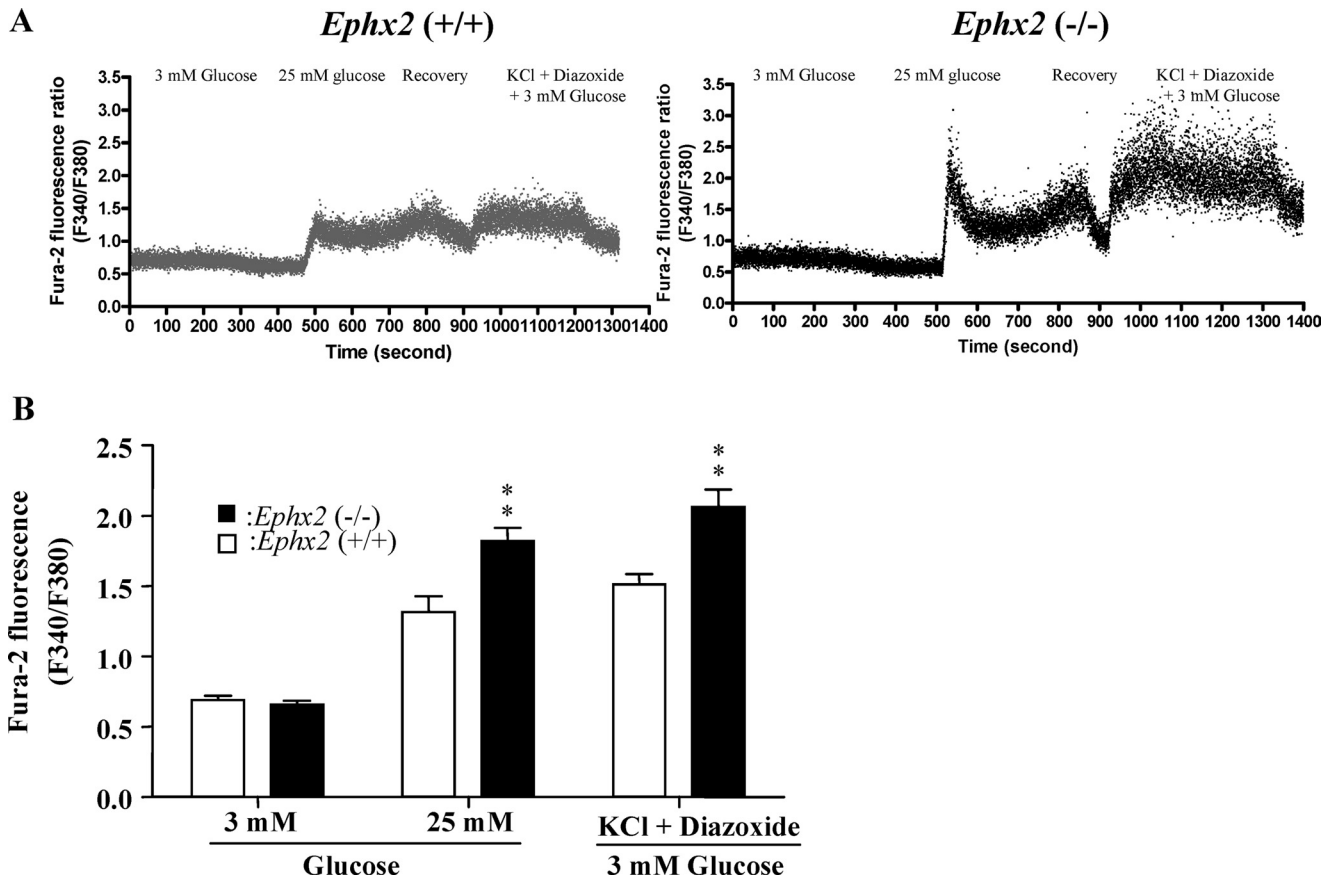 A
Ephx2 (+/+)
3 mM Glucose 25 mM glucose Recovery KCl + Diazoxide
+ 3 mM Glucose
Fura-2 fluorescence ratio
(F340/F380)
3.5
3.0
2.5
2.0
1.5
1.0
0.5
0.0
0 100 200 300 400 500 600 700 800 900 1000 1100 1200 1300 1400
Time (second)
Ephx2 (-/-)
3 mM Glucose 25 mM glucose Recovery KCl + Diazoxide
+ 3 mM Glucose
Fura-2 fluorescence ratio
(F340/F380)
3.5
3.0
2.5
2.0
1.5
1.0
0.5
0.0
0 100 200 300 400 500 600 700 800 900 1000 1100 1200 1300 1400
Time (second)
B
Fura-2 fluorescence
(F340/F380)
2.5
2.0
1.5
1.0
0.5
0.0
:Ephx2 (-/-)
:Ephx2 (+/+)
*
*
*
*
3 mM 25 mM KCl + Diazoxide
Glucose 3 mM Glucose